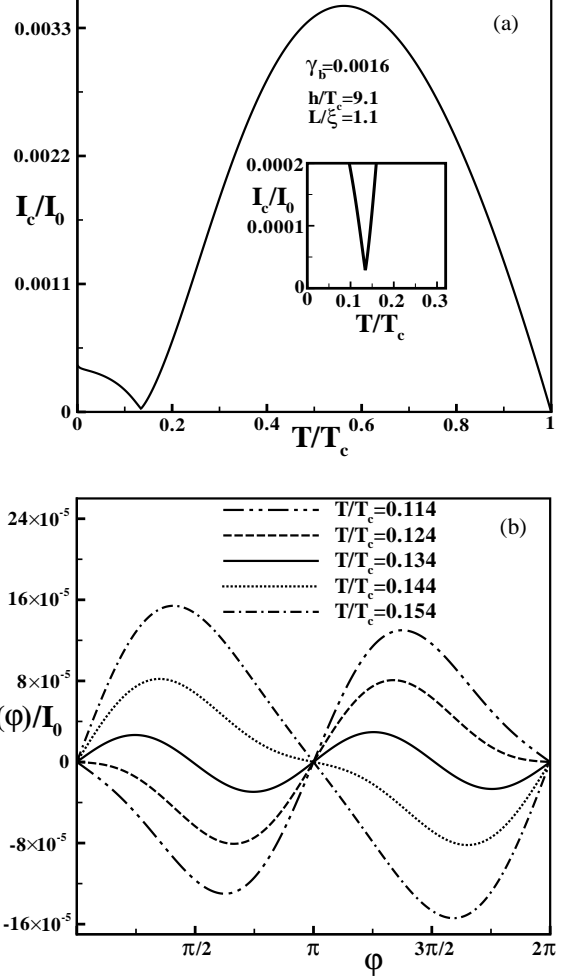 0.0033
(a)
γb=0.0016
h/Tc=9.1
L/ξ=1.1
0.0022
0.0002
Ic/I0
Ic/I0
0.0001
0.0011
0
0 0.1 0.2 0.3
T/Tc
0
0 0.2 0.4 0.6 0.8 1
T/Tc
24×10-5
T/Tc=0.114
(b)
T/Tc=0.124
T/Tc=0.134
16×10-5
T/Tc=0.144
T/Tc=0.154
8×10-5
(φ)/I0
0
-8×10-5
-16×10-5
π/2 π 3π/2 2π
φ